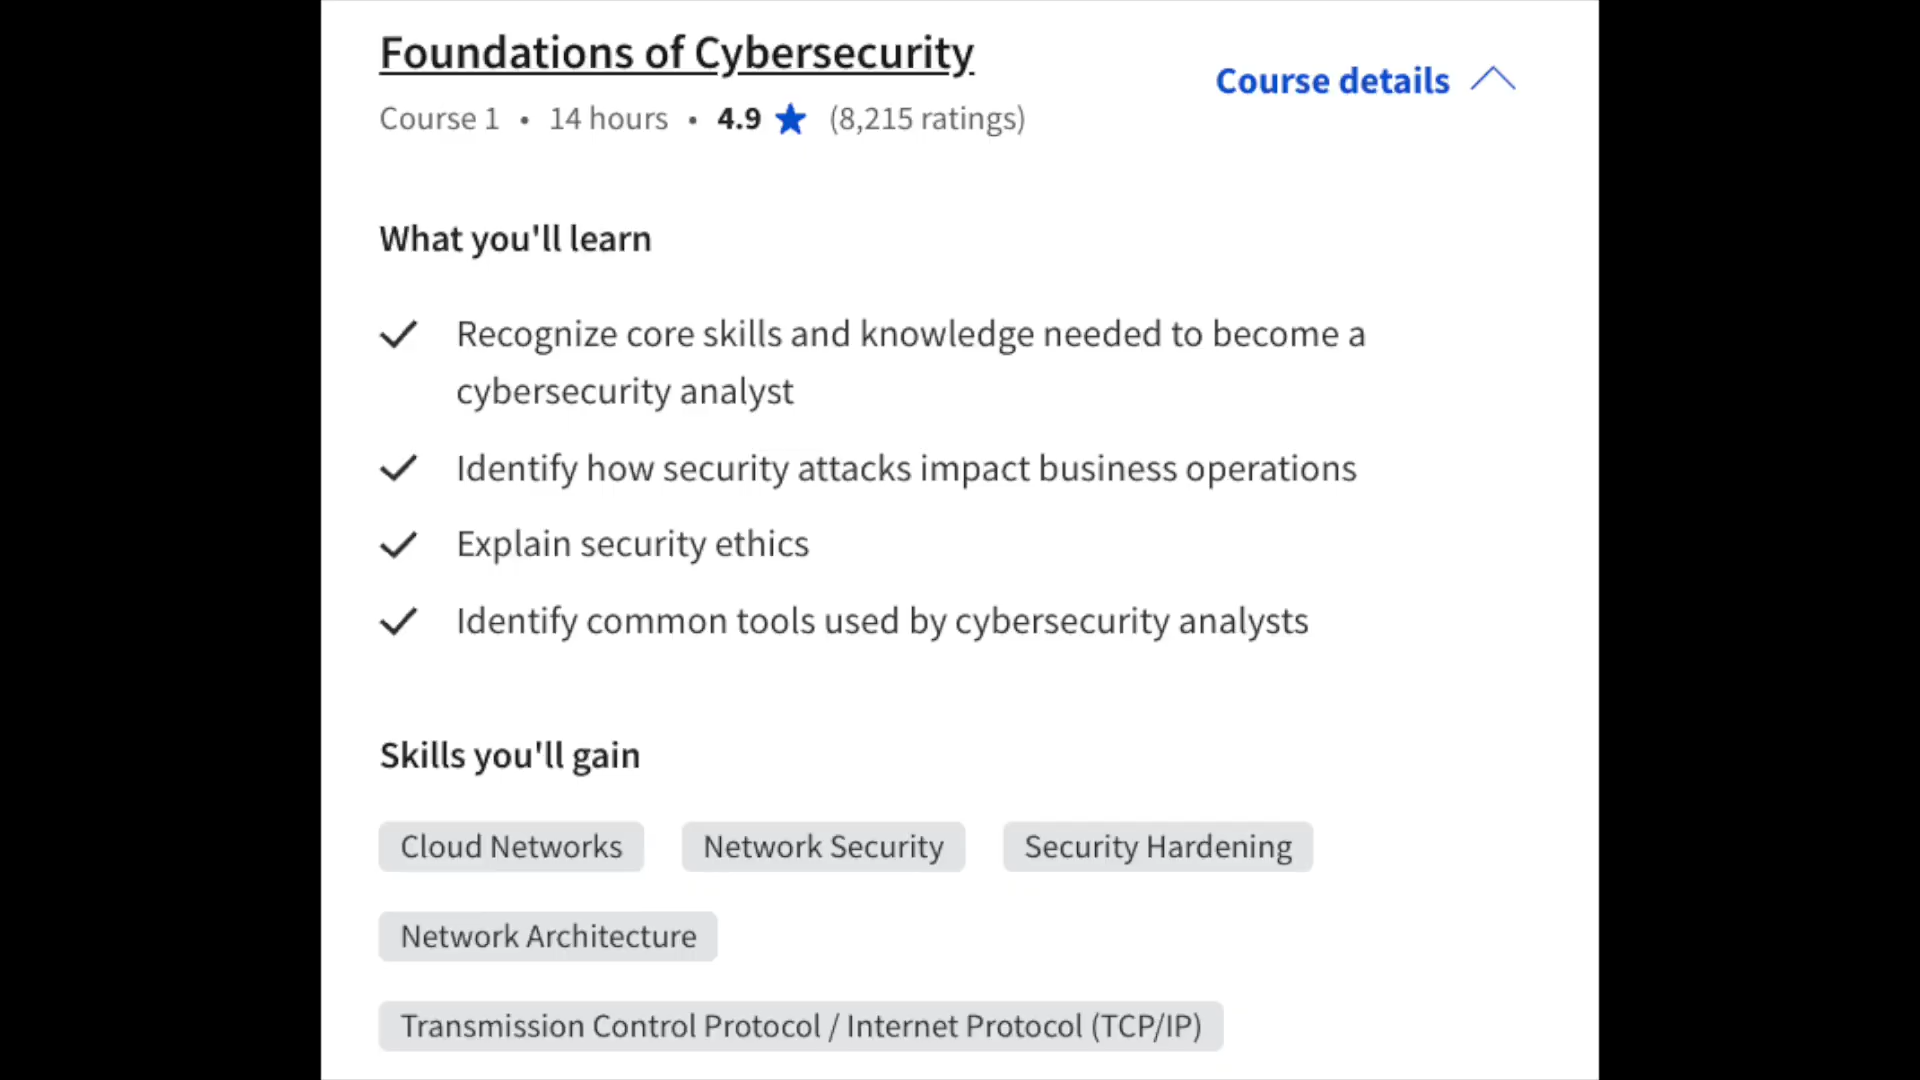 Foundations of Cybersecurity
Course details
Course 1 • 14 hours • 4.9 ★ (8,215 ratings)
What you'll learn
Recognize core skills and knowledge needed to become a
cybersecurity analyst
Identify how security attacks impact business operations
Explain security ethics
Identify common tools used by cybersecurity analysts
Skills you'll gain
Cloud Networks
Network Security
Security Hardening
Network Architecture
Transmission Control Protocol / Internet Protocol (TCP/IP)